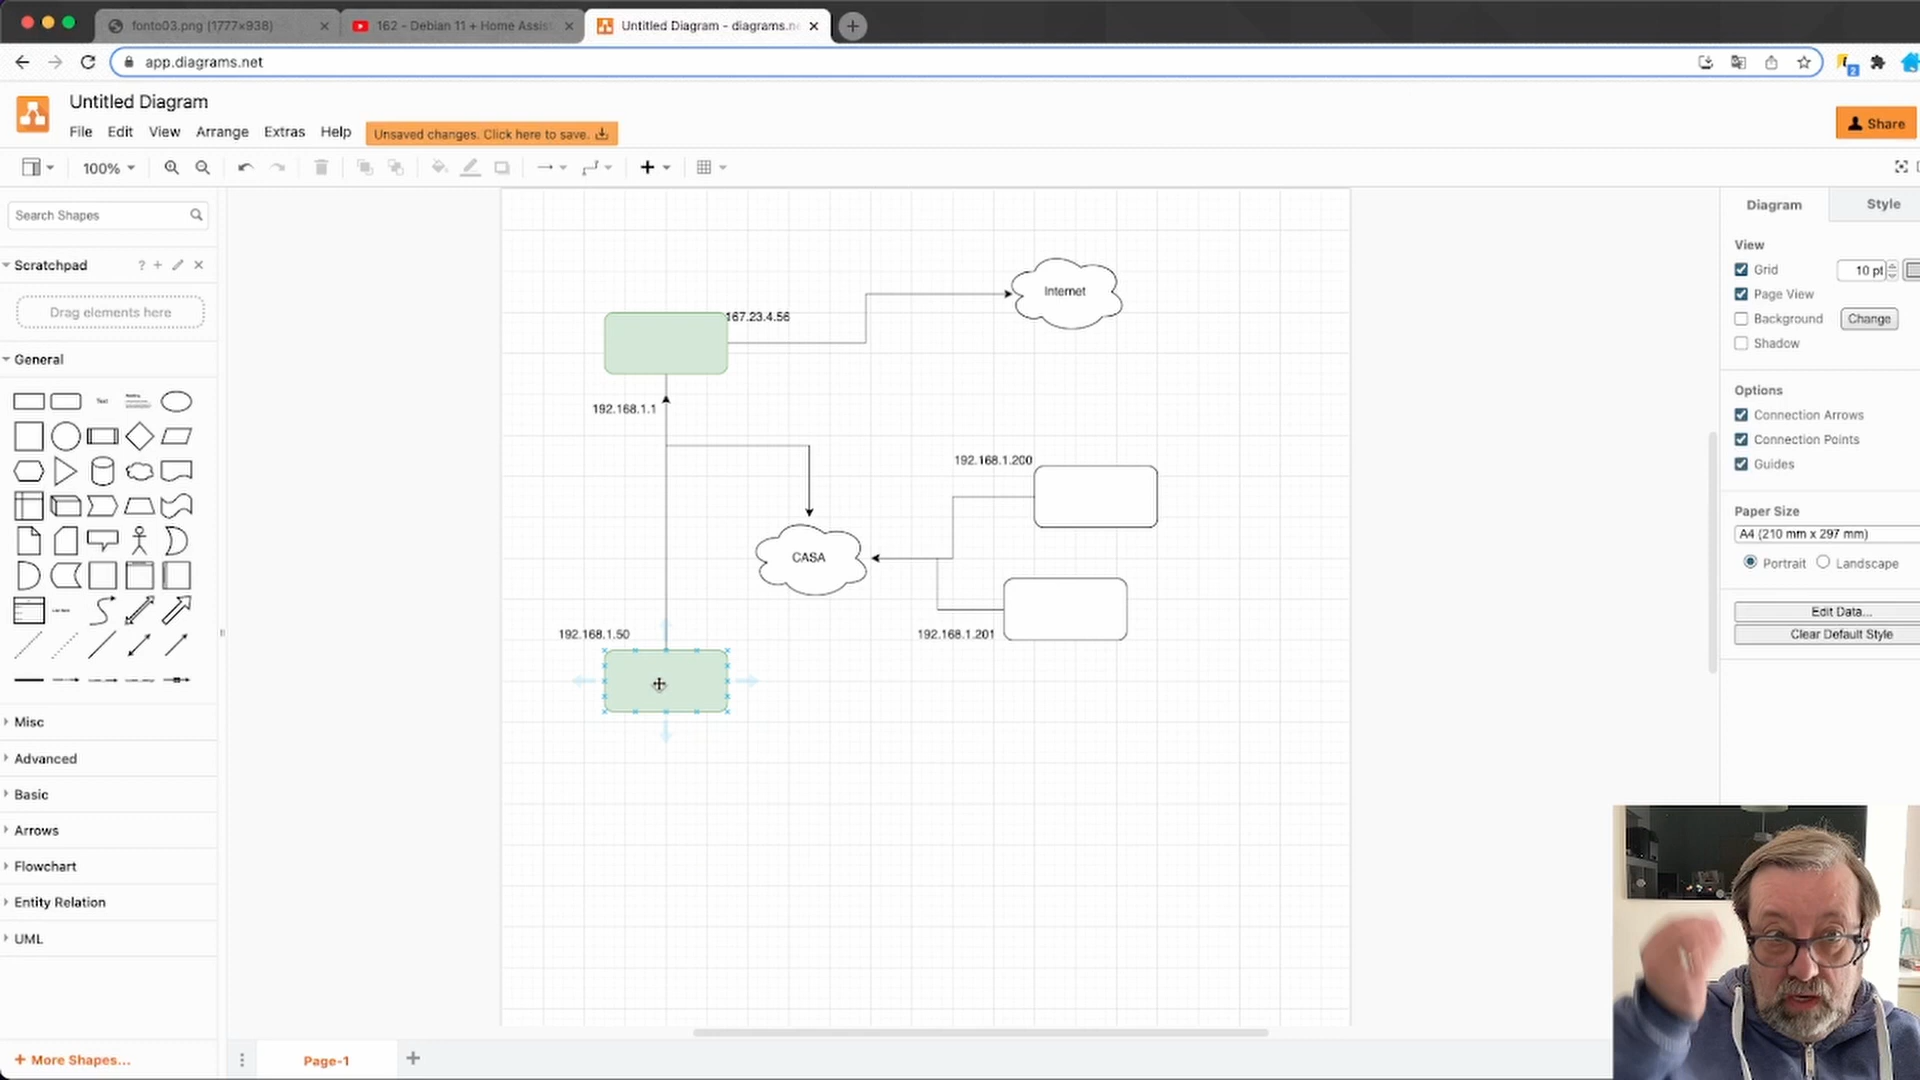 fonto03.png (1777×938)
162 - Debian 11 + Home Assis
Untitled Diagram - diagrams.ne
app.diagrams.net
2
Untitled Diagram
File Edit View Arrange Extras Help
Unsaved changes. Click here to save.
Share
100%
Search Shapes
Scratchpad
?
Drag elements here
General
Text
Misc
Advanced
Basic
Arrows
Flowchart
Entity Relation
UML
+ More Shapes...
Page-1
Internet
167.23.4.56
192.168.1.1
192.168.1.200
CASA
192.168.1.50
192.168.1.201
Diagram
Style
View
Grid
10 pt
Page View
Background
Change
Shadow
Options
Connection Arrows
Connection Points
Guides
Paper Size
A4 (210 mm x 297 mm)
Portrait
Landscape
Edit Data...
Clear Default Style